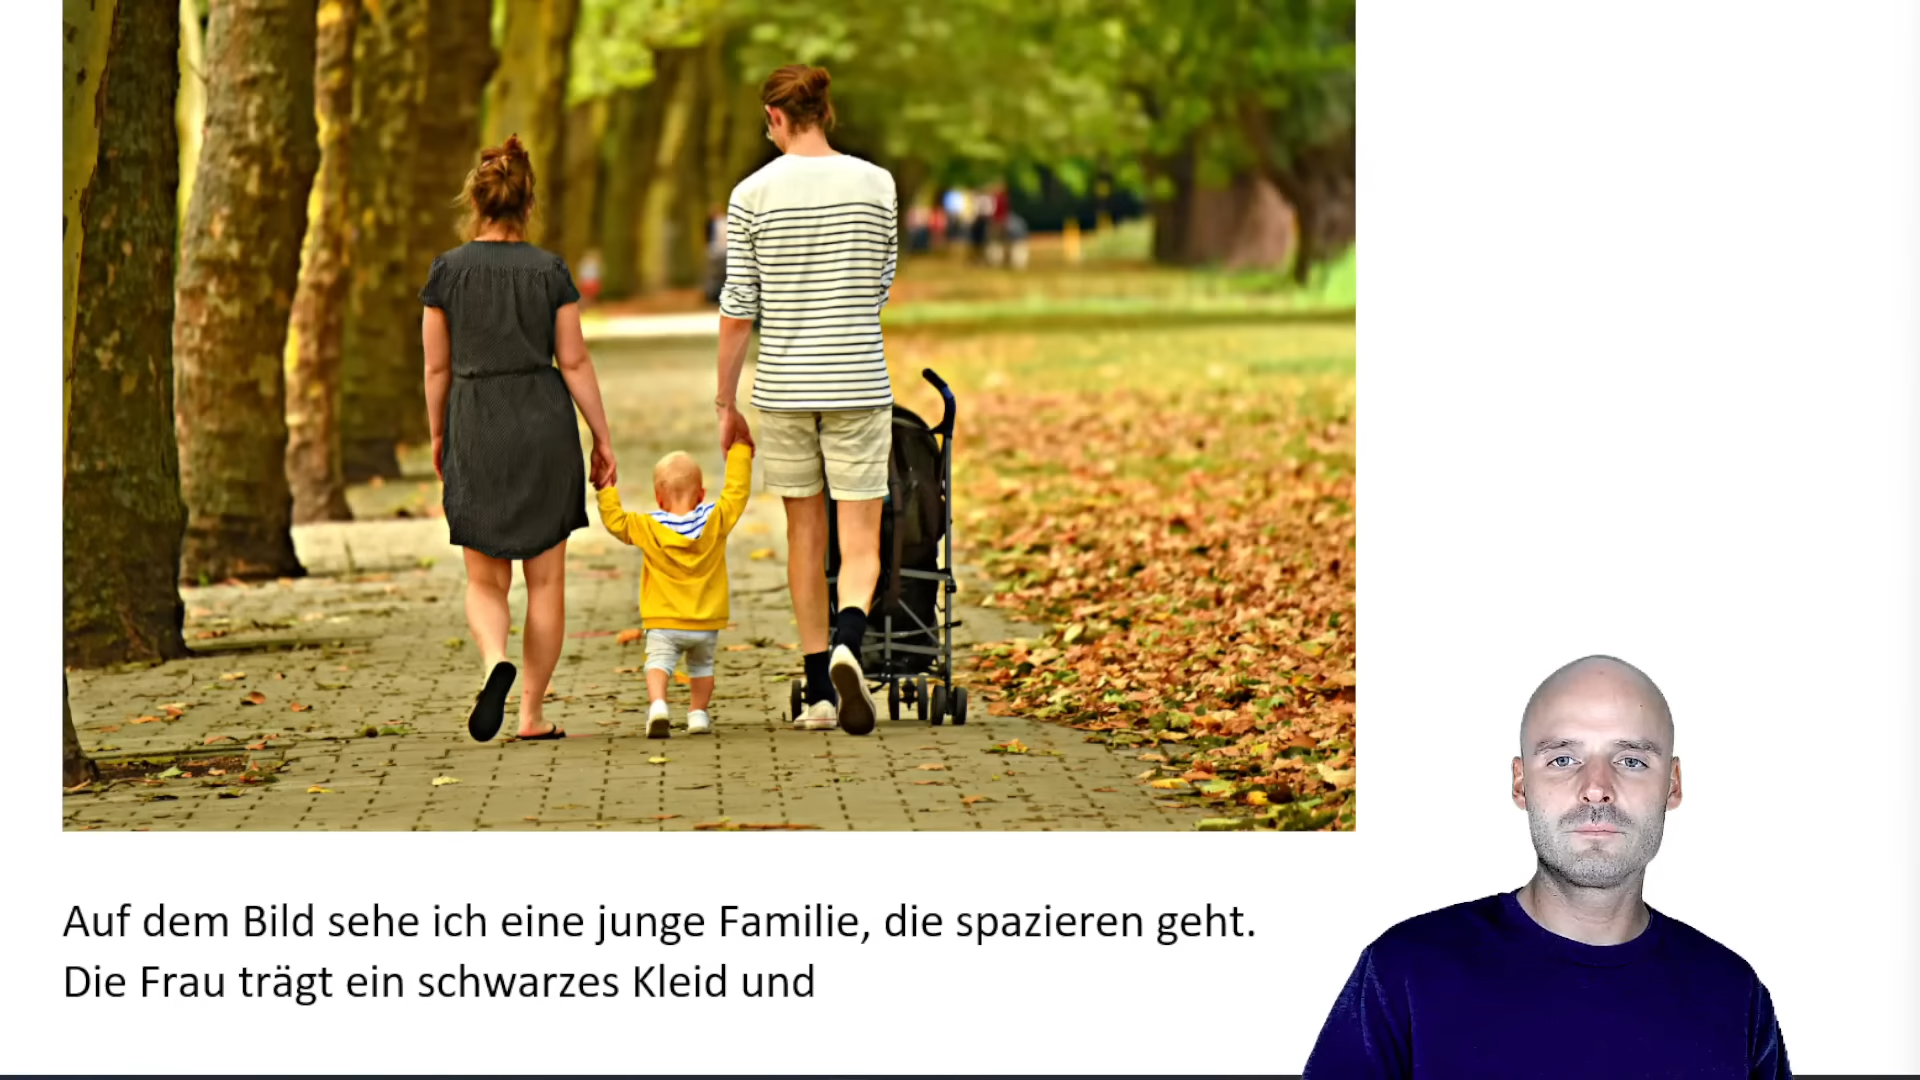 Auf dem Bild sehe ich eine junge Familie, die spazieren geht.
Die Frau trägt ein schwarzes Kleid und